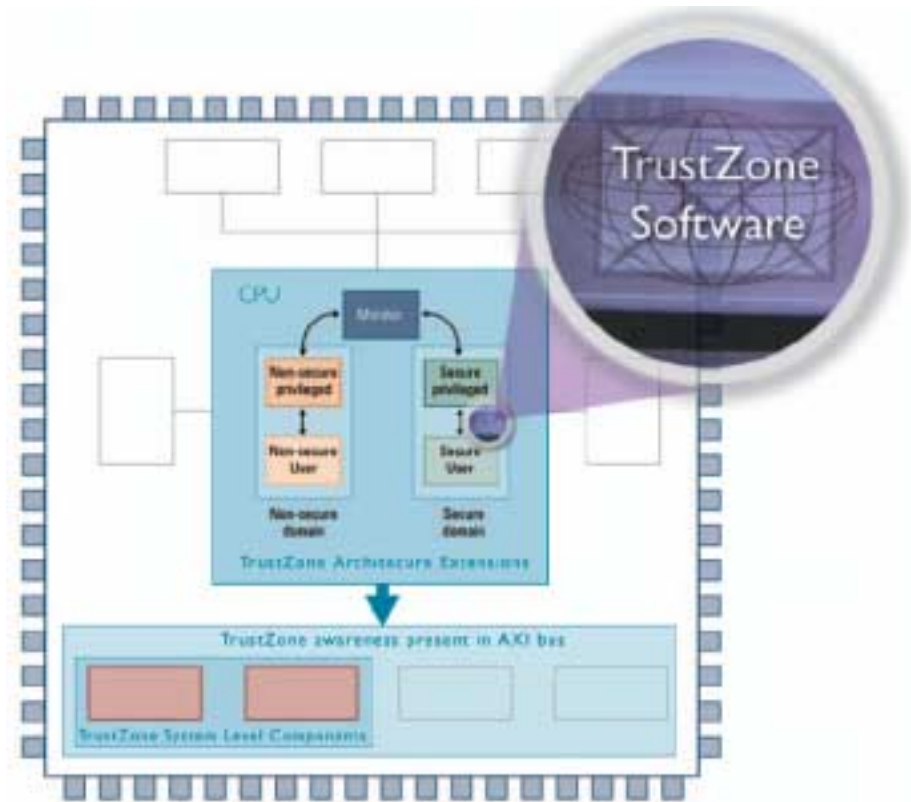 TrustZone
Software
CPU
Monitor
Non-secure
privileged
Secure
privileged
Non-secure
User
Secure
User
Non-secure
domain
Secure
domain
TrustZone Architecure Extensions
TrustZone awareness present in AXI bus
TrustZone System Level Components